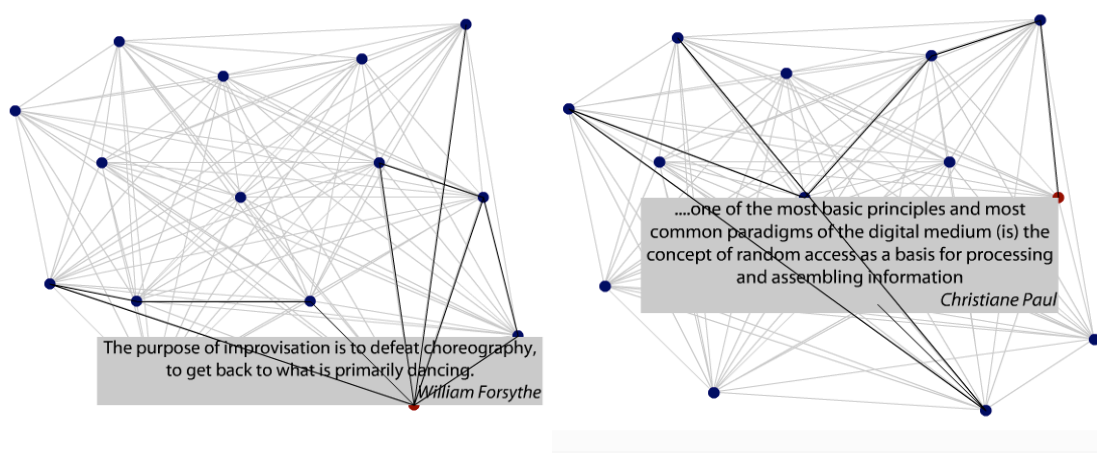 The purpose of improvisation is to defeat choreography,
to get back to what is primarily dancing.
William Forsythe
....one of the most basic principles and most
common paradigms of the digital medium (is) the
concept of random access as a basis for processing
and assembling information
Christiane Paul